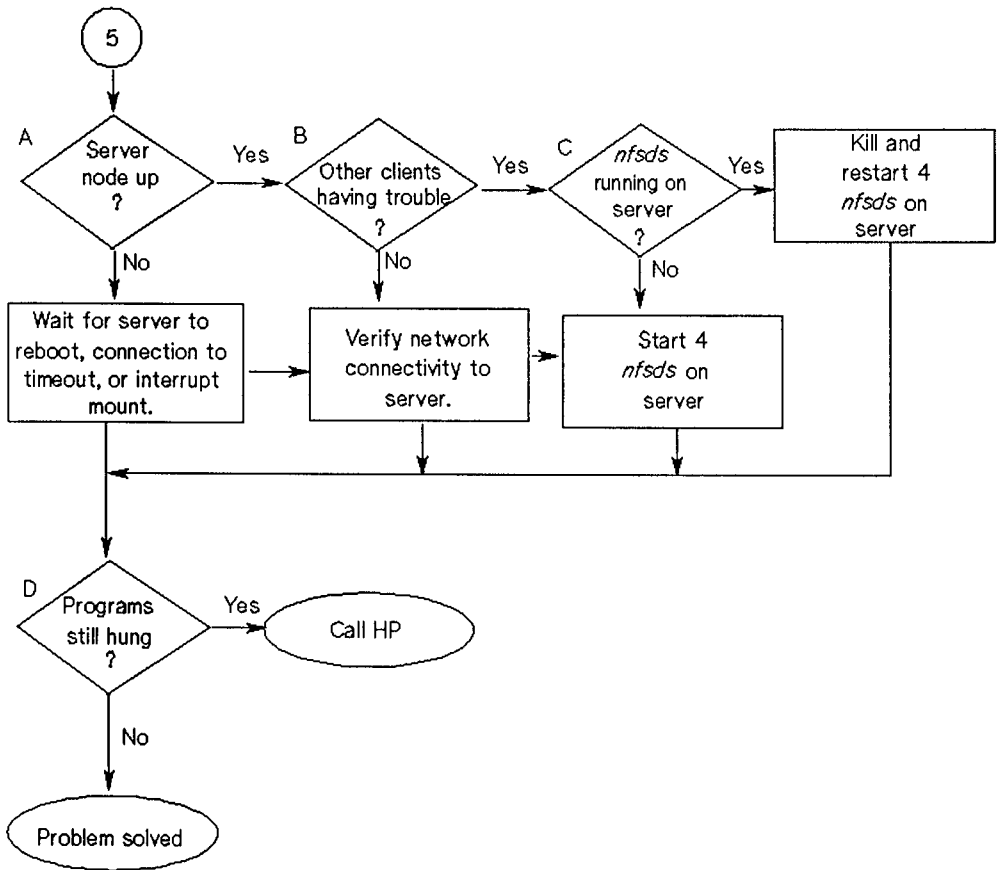 5
A
Server
node up
?
Yes
No
B
Other clients
having trouble
?
Yes
No
C
nfsds
running on
server
?
Yes
No
Kill and
restart 4
nfsds on
server
Wait for server to
reboot, connection to
timeout, or interrupt
mount.
Verify network
connectivity to
server.
Start 4
nfsds on
server
D
Programs
still hung
?
Yes
Call HP
No
Problem solved